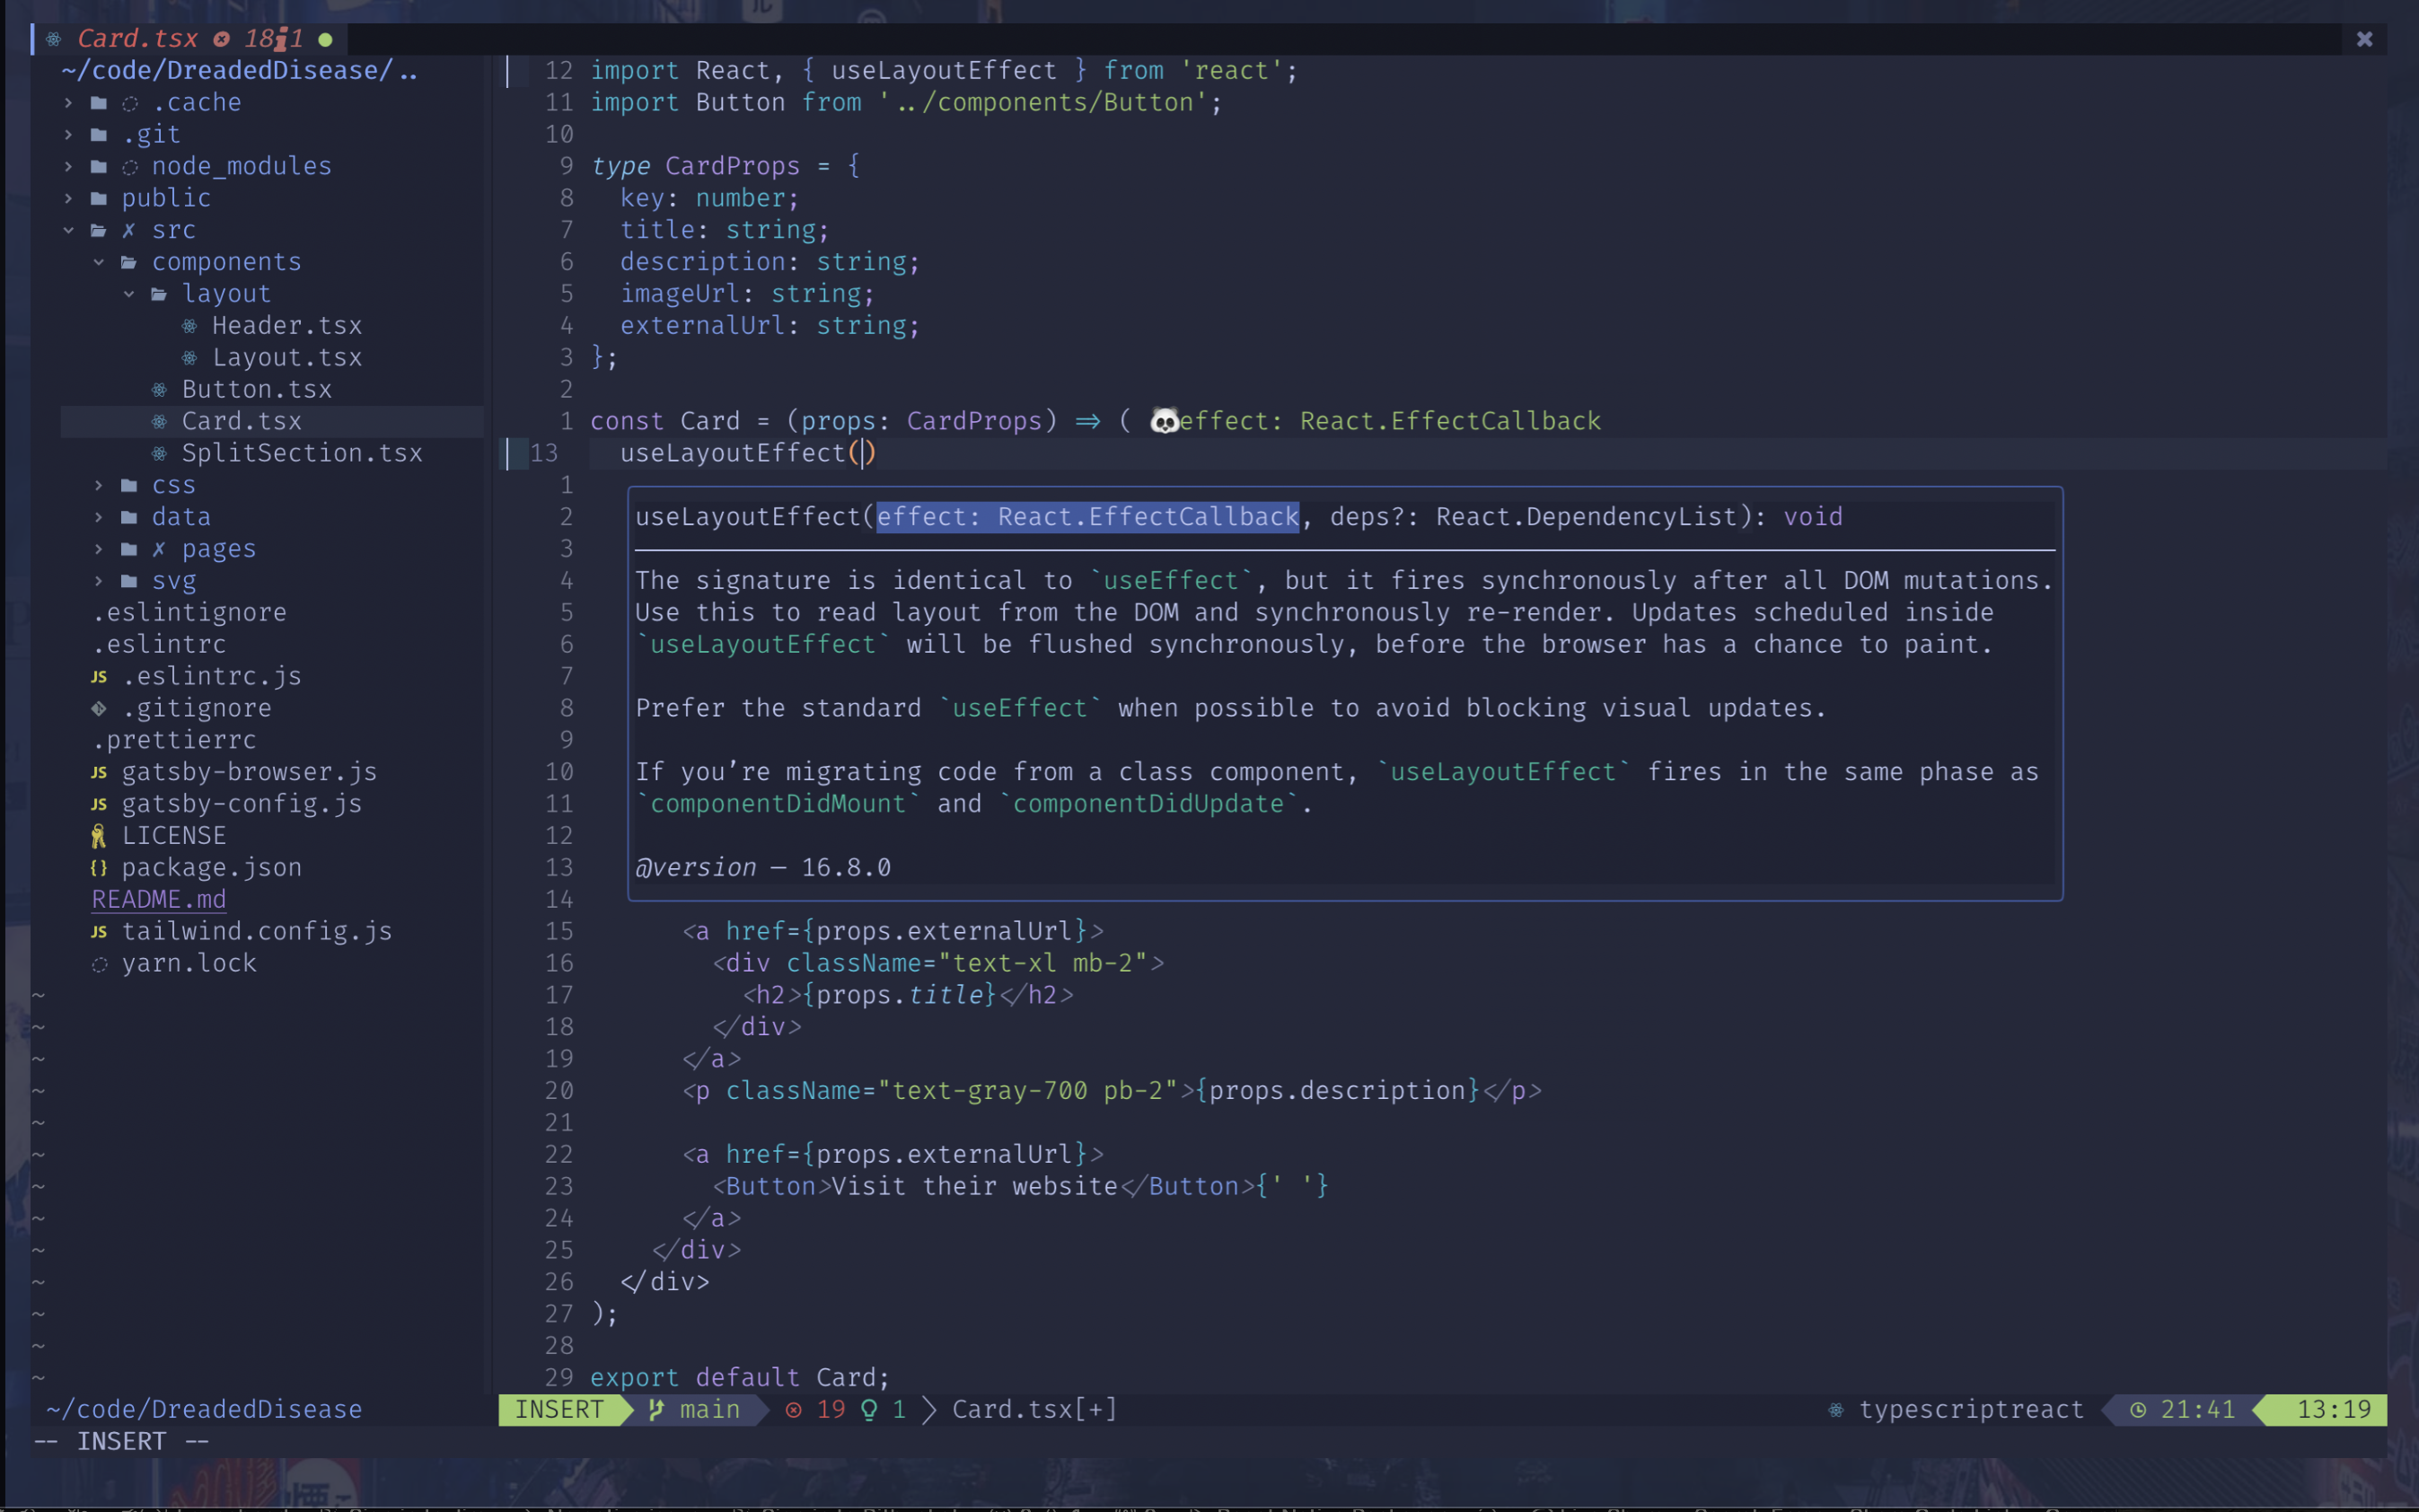 Card.tsx 18 1
~/code/DreadedDisease/..
.cache
.git
node_modules
public
✗ src
components
layout
Header.tsx
Layout.tsx
Button.tsx
Card.tsx
SplitSection.tsx
css
data
✗ pages
svg
.eslintignore
.eslintrc
JS .eslintrc.js
.gitignore
.prettierrc
JS gatsby-browser.js
JS gatsby-config.js
LICENSE
{} package.json
README.md
JS tailwind.config.js
yarn.lock
~
~
~
~
~
~
~
~
~
~
~
~
~
~/code/DreadedDisease
12 import React, { useLayoutEffect } from 'react';
11 import Button from '../components/Button';
10
9 type CardProps = {
8 key: number;
7 title: string;
6 description: string;
5 imageUrl: string;
4 externalUrl: string;
3 };
2
1 const Card = (props: CardProps) => ( 🐼effect: React.EffectCallback
13 useLayoutEffect()
1
2 useLayoutEffect(effect: React.EffectCallback, deps?: React.DependencyList): void
3
4 The signature is identical to `useEffect`, but it fires synchronously after all DOM mutations.
5 Use this to read layout from the DOM and synchronously re-render. Updates scheduled inside
6 `useLayoutEffect` will be flushed synchronously, before the browser has a chance to paint.
7
8 Prefer the standard `useEffect` when possible to avoid blocking visual updates.
9
10 If you’re migrating code from a class component, `useLayoutEffect` fires in the same phase as
11 `componentDidMount` and `componentDidUpdate`.
12
13 @version — 16.8.0
14
15 <a href={props.externalUrl}>
16 <div className="text-xl mb-2">
17 <h2>{props.title}</h2>
18 </div>
19 </a>
20 <p className="text-gray-700 pb-2">{props.description}</p>
21
22 <a href={props.externalUrl}>
23 <Button>Visit their website</Button>{' '}
24 </a>
25 </div>
26 </div>
27 );
28
29 export default Card;
INSERT main 19 1 Card.tsx[+] typescriptreact 21:41 13:19
-- INSERT --